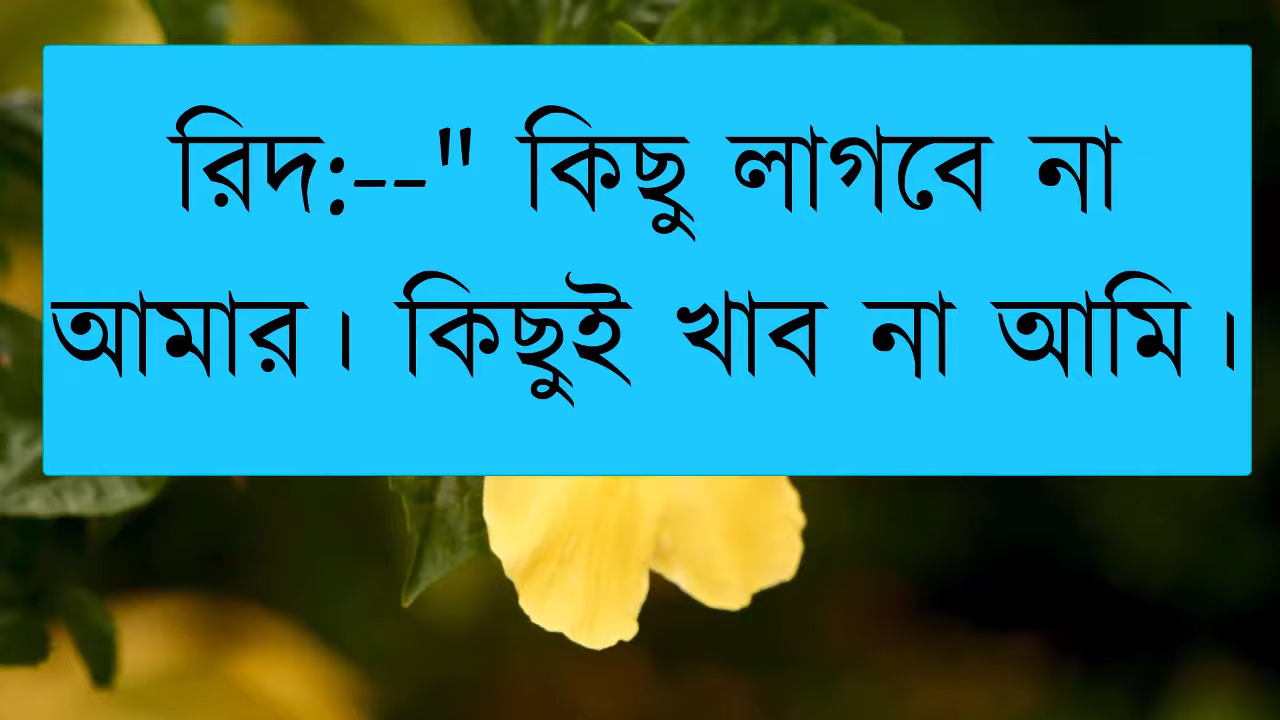 রিদ:--" কিছু লাগবে না
আমার। কিছুই খাব না আমি।